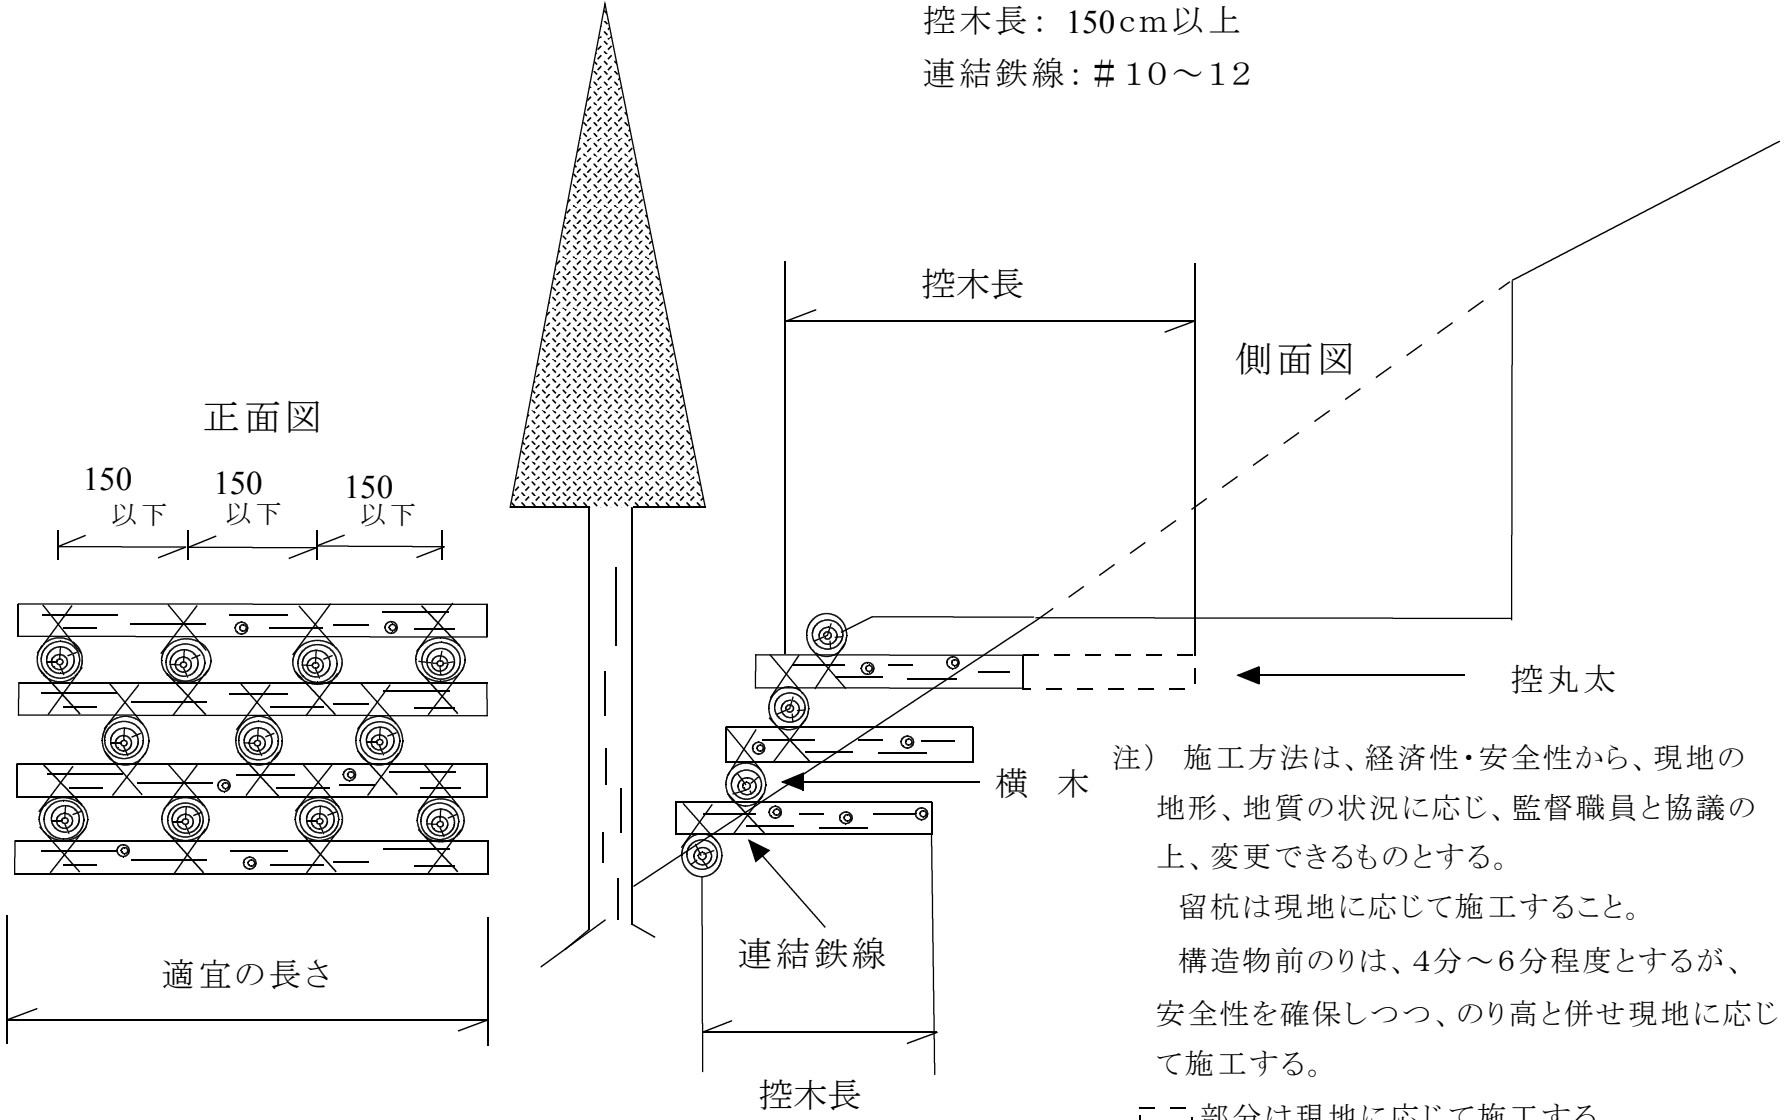 控木長：150cm以上
連結鉄線：＃10～12
控木長
側面図
正面図
150
以下
150
以下
150
以下
控丸太
横 木
連結鉄線
適宜の長さ
控木長
注） 施工方法は、経済性・安全性から、現地の
地形、地質の状況に応じ、監督職員と協議の
上、変更できるものとする。
留杭は現地に応じて施工すること。
構造物前のりは、4分～6分程度とするが、
安全性を確保しつつ、のり高と併せ現地に応じ
て施工する。
部分は現地に応じて施工する